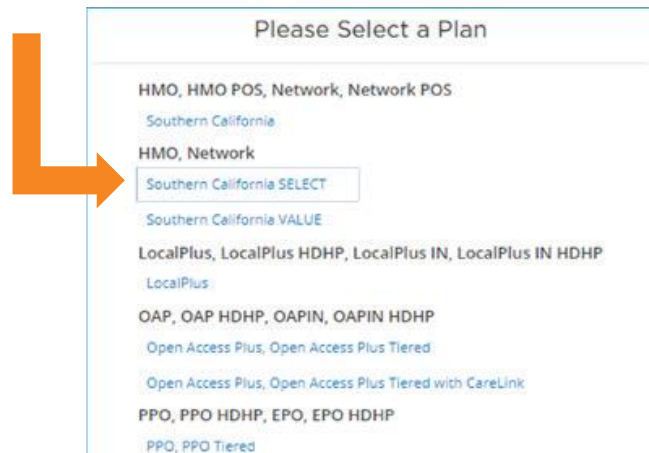 Please Select a Plan
HMO, HMO POS, Network, Network POS
Southern California
HMO, Network
Southern California SELECT
Southern California VALUE
LocalPlus, LocalPlus HDHP, LocalPlus IN, LocalPlus IN HDHP
LocalPlus
OAP, OAP HDHP, OAPIN, OAPIN HDHP
Open Access Plus, Open Access Plus Tiered
Open Access Plus, Open Access Plus Tiered with CareLink
PPO, PPO HDHP, EPO, EPO HDHP
PPO, PPO Tiered